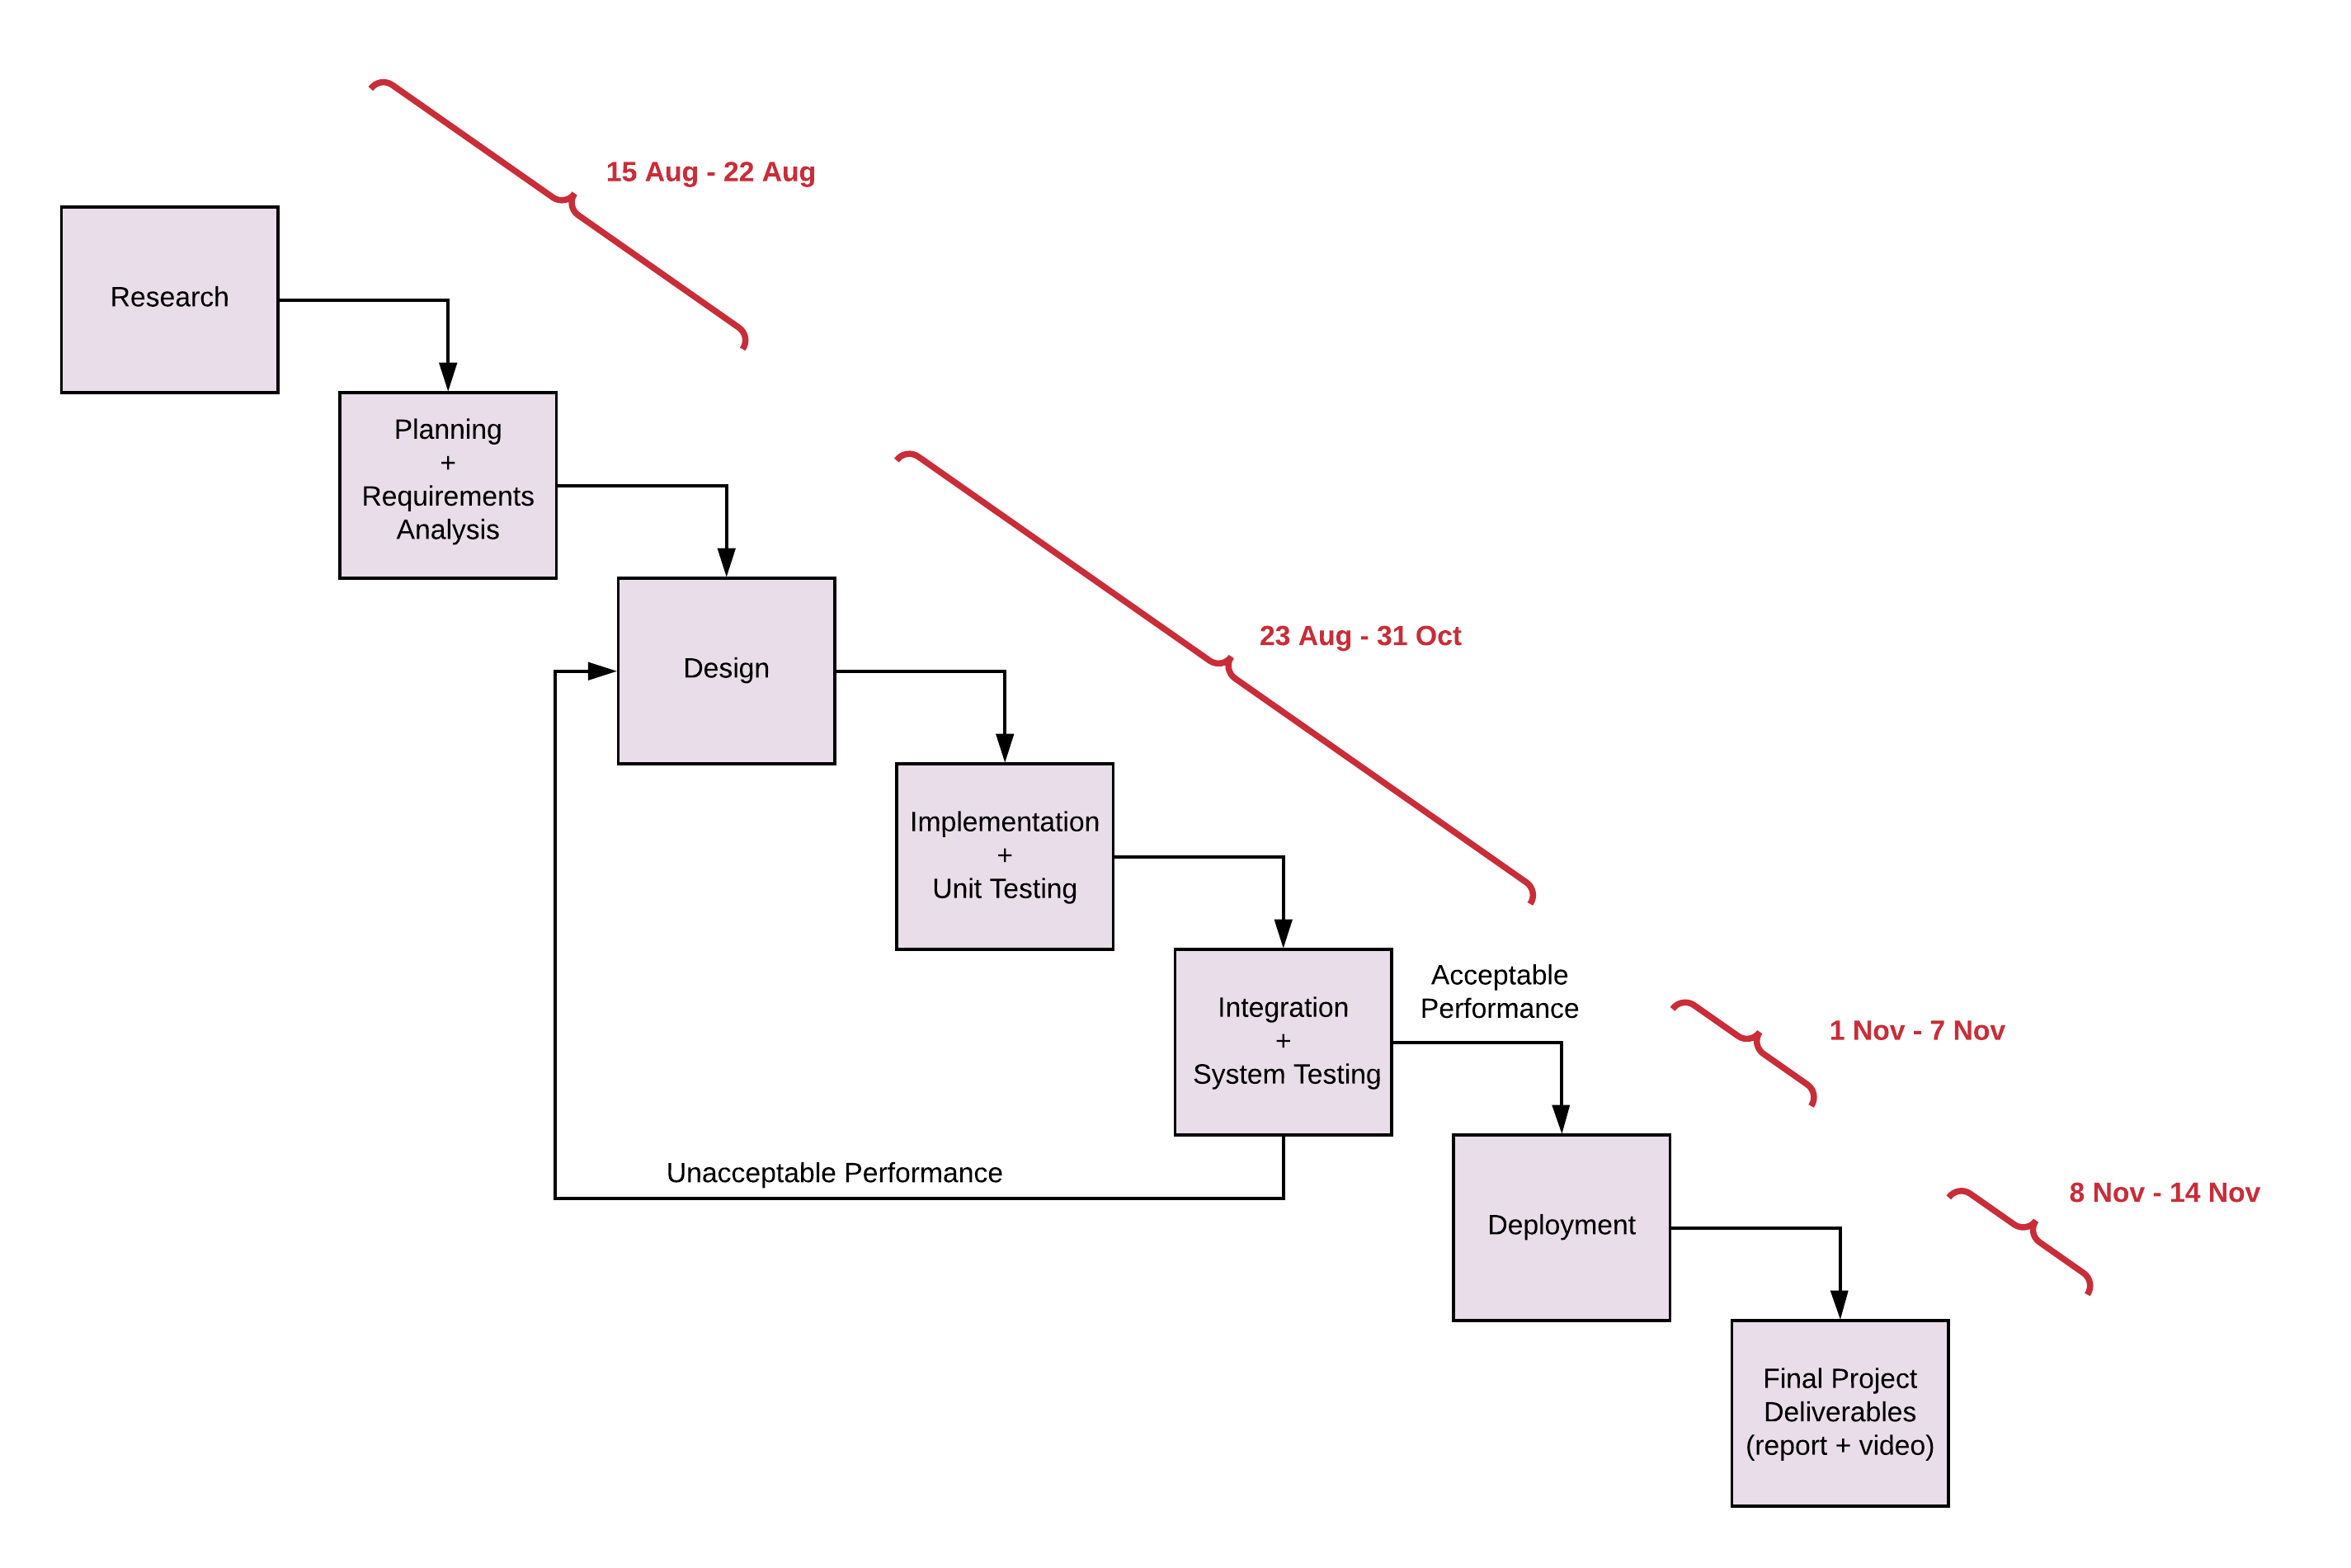 15 Aug - 22 Aug
Research
Planning
+
Requirements
Analysis
23 Aug - 31 Oct
Design
Implementation
+
Unit Testing
Integration
+
System Testing
Acceptable
Performance
1 Nov - 7 Nov
Unacceptable Performance
8 Nov - 14 Nov
Deployment
Final Project
Deliverables
(report + video)